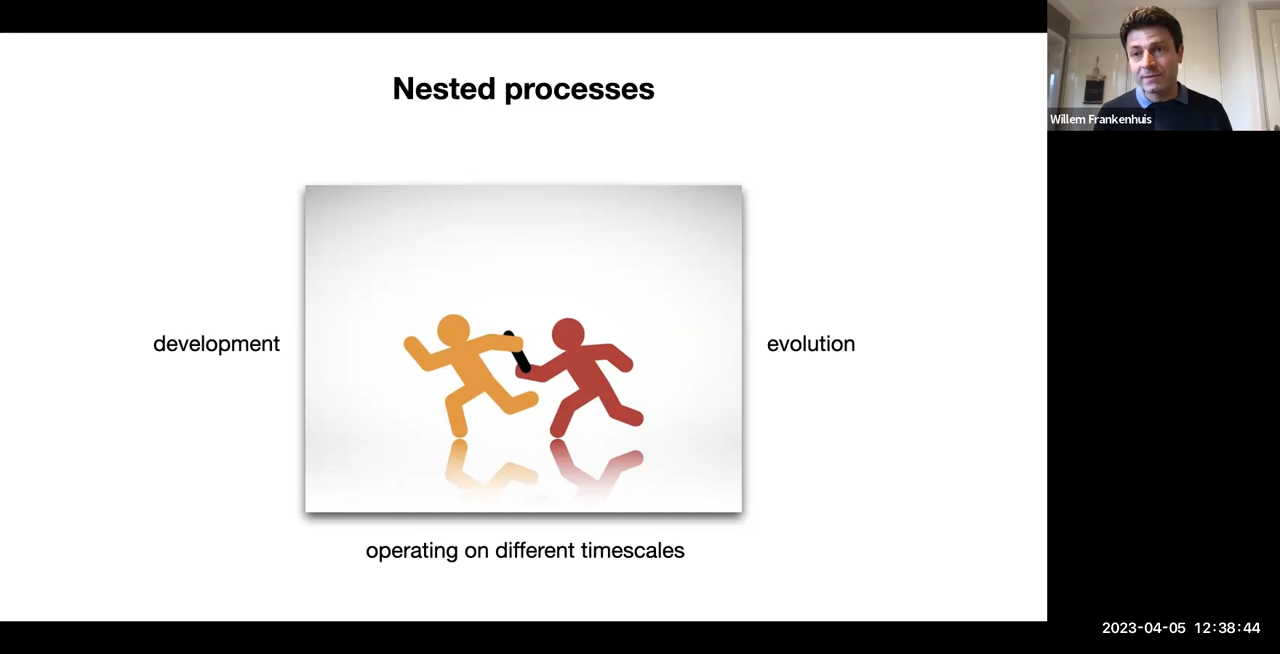 Nested processes
Willem Frankenhuis
development
evolution
operating on different timescales
2023-04-05 12:38:44